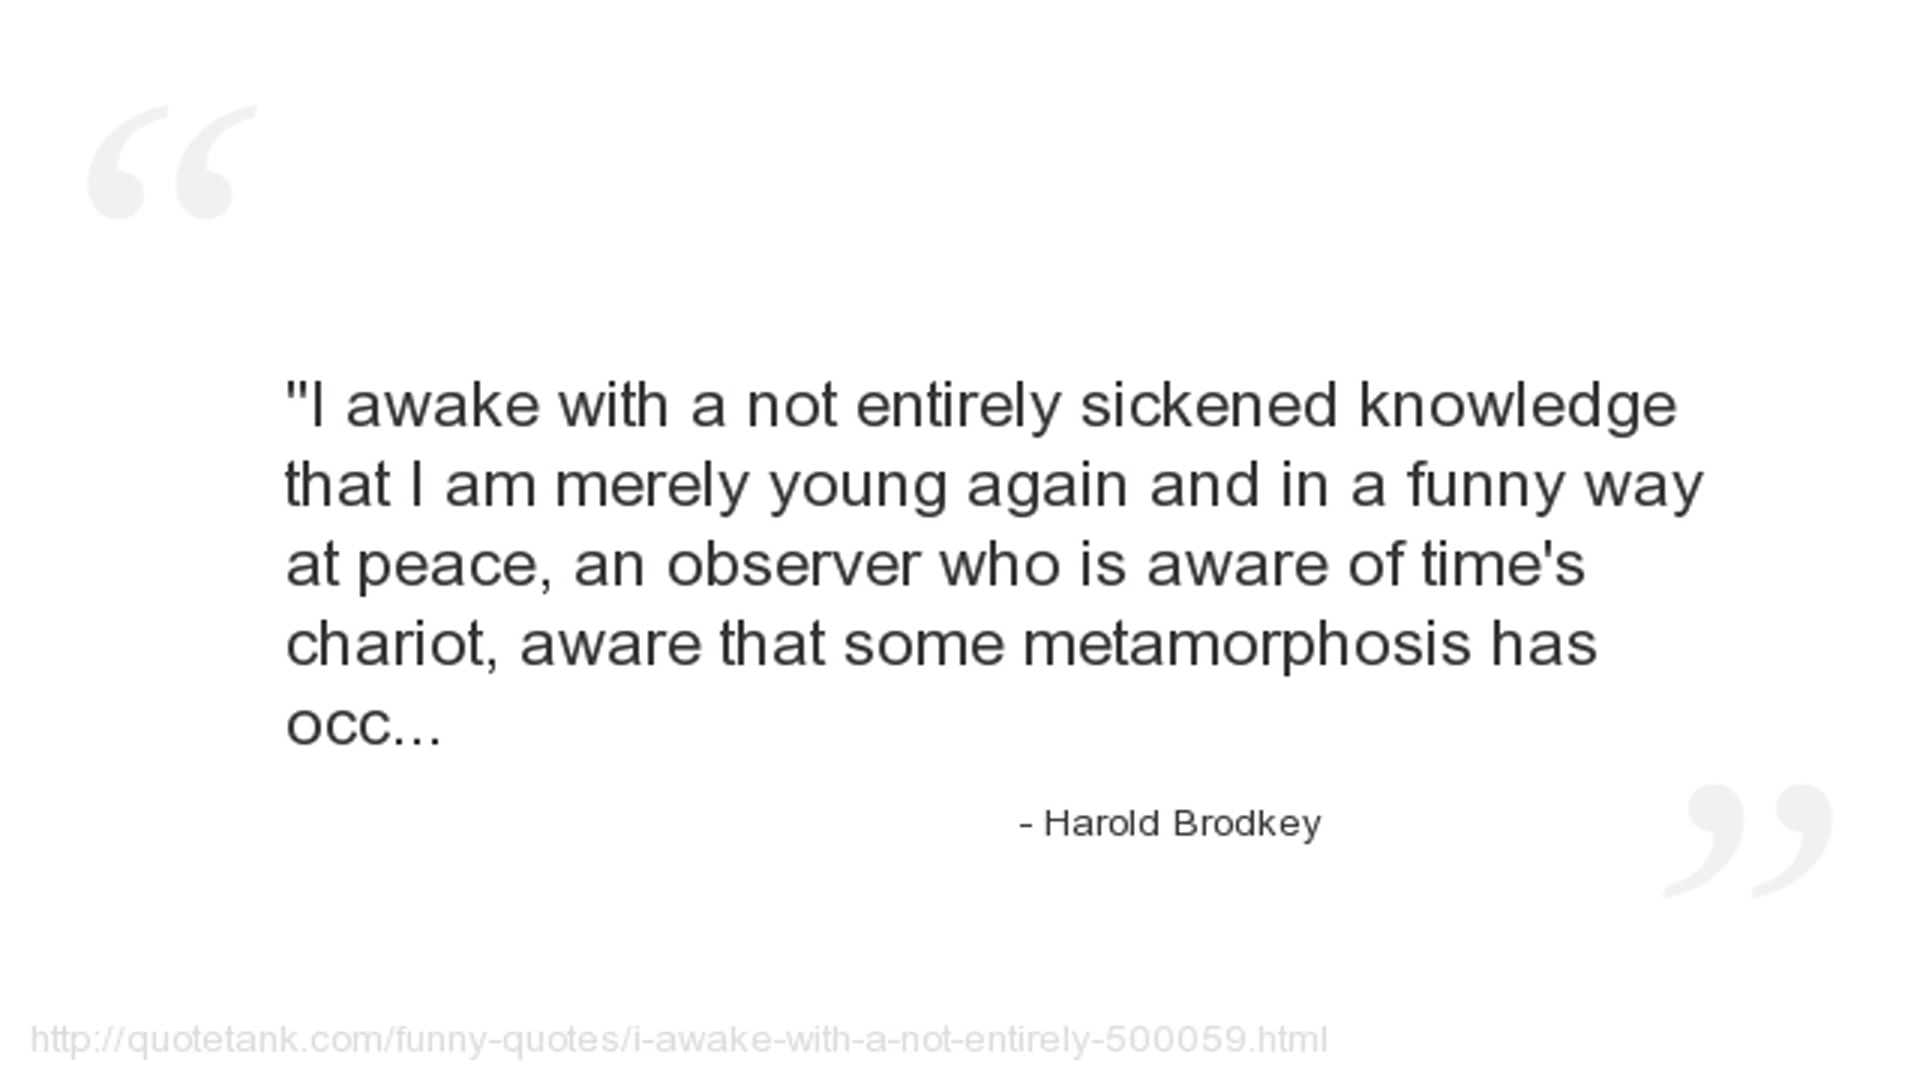 "I awake with a not entirely sickened knowledge
that I am merely young again and in a funny way
at peace, an observer who is aware of time's
chariot, aware that some metamorphosis has
occ...
- Harold Brodkey
http://quotetank.com/funny-quotes/i-awake-with-a-not-entirely-500059.html